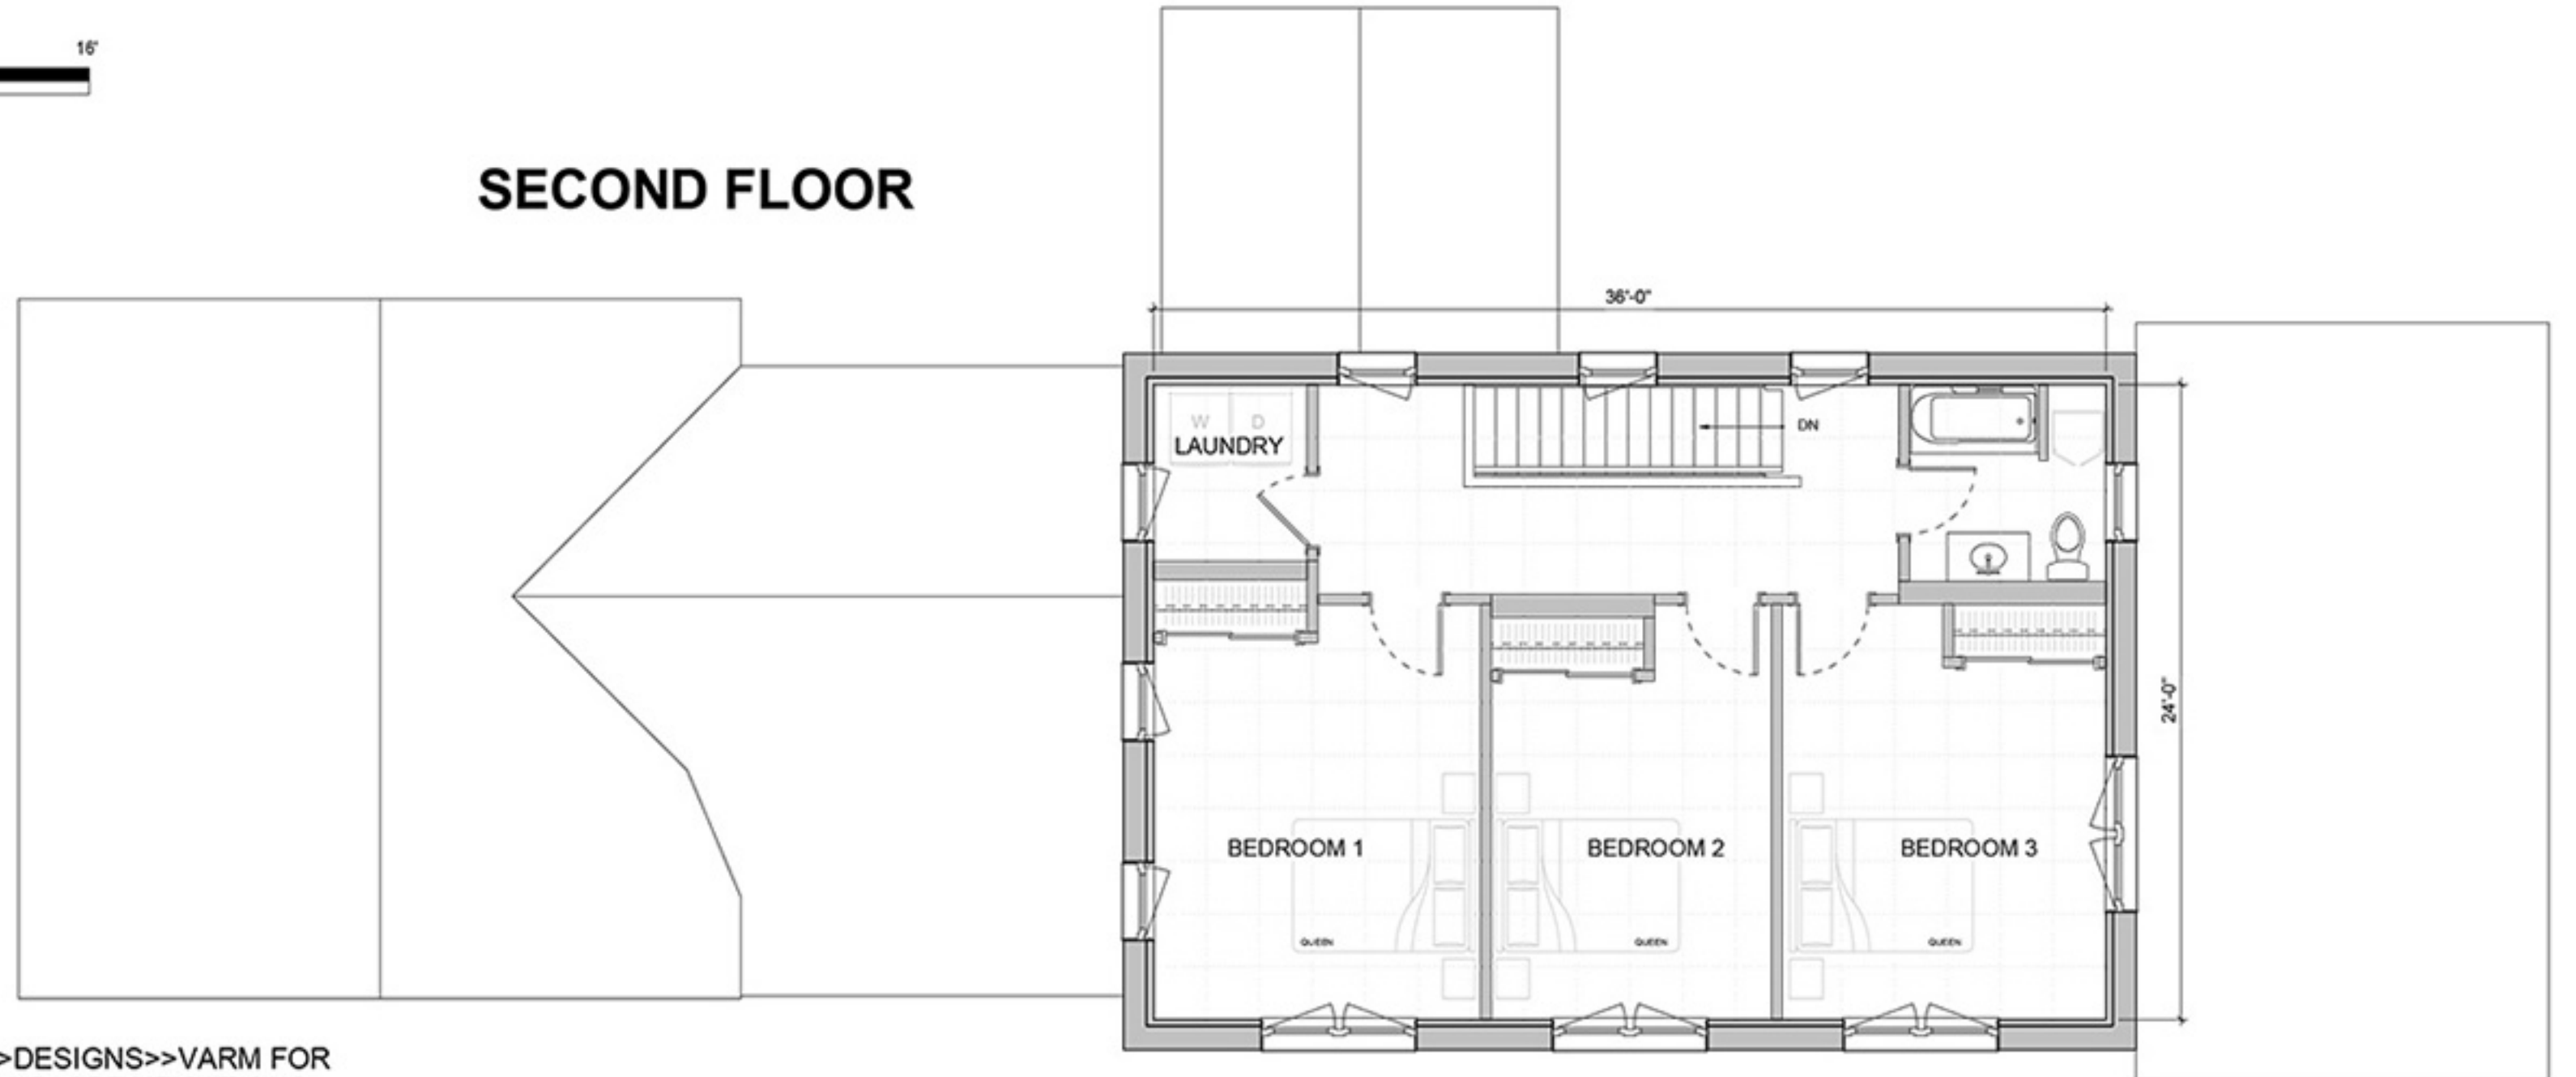 16'
SECOND FLOOR
36'-0"
W D
LAUNDRY
DN
24'-0"
BEDROOM 1
BEDROOM 2
BEDROOM 3
QUEEN
QUEEN
QUEEN
>DESIGNS>>VARM FOR